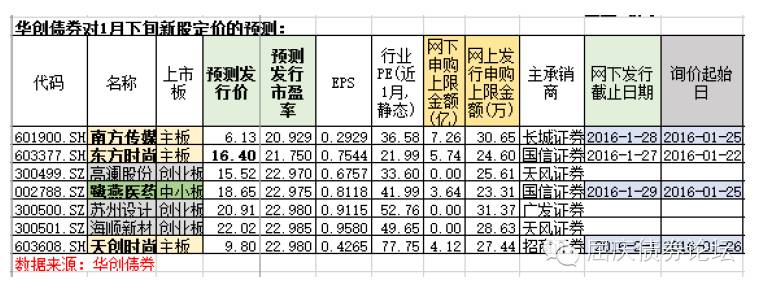 华创债券对1月下旬新股定价的预测：
代码 名称 上市板 预测发行价 预测发行市盈率 EPS 行业PE(近1月,静态) 网下申购上限金额(亿) 网上发行申购上限金额(万) 主承销商 网下发行截止日期 询价起始日
601900.SH 南方传媒 主板 6.13 20.929 0.2929 36.58 7.26 30.65 长城证券 2016-1-28 2016-01-25
603377.SH 东方时尚 主板 16.40 21.750 0.7544 21.99 5.74 24.60 国信证券 2016-1-27 2016-01-22
300499.SZ 高澜股份 创业板 15.52 22.970 0.6757 33.60 0.00 25.61 天风证券
002788.SZ 鹭燕医药 中小板 18.65 22.975 0.8118 41.99 3.64 23.31 国信证券 2016-1-29 2016-01-25
300500.SZ 苏州设计 创业板 20.91 22.980 0.9115 52.76 0.00 31.37 广发证券
300501.SZ 海顺新材 创业板 22.02 22.985 0.9580 49.65 0.00 28.63 天风证券
603608.SH 天创时尚 主板 9.80 22.980 0.4265 77.75 4.12 27.44 招商
数据来源：华创债券
屈庆债券论坛